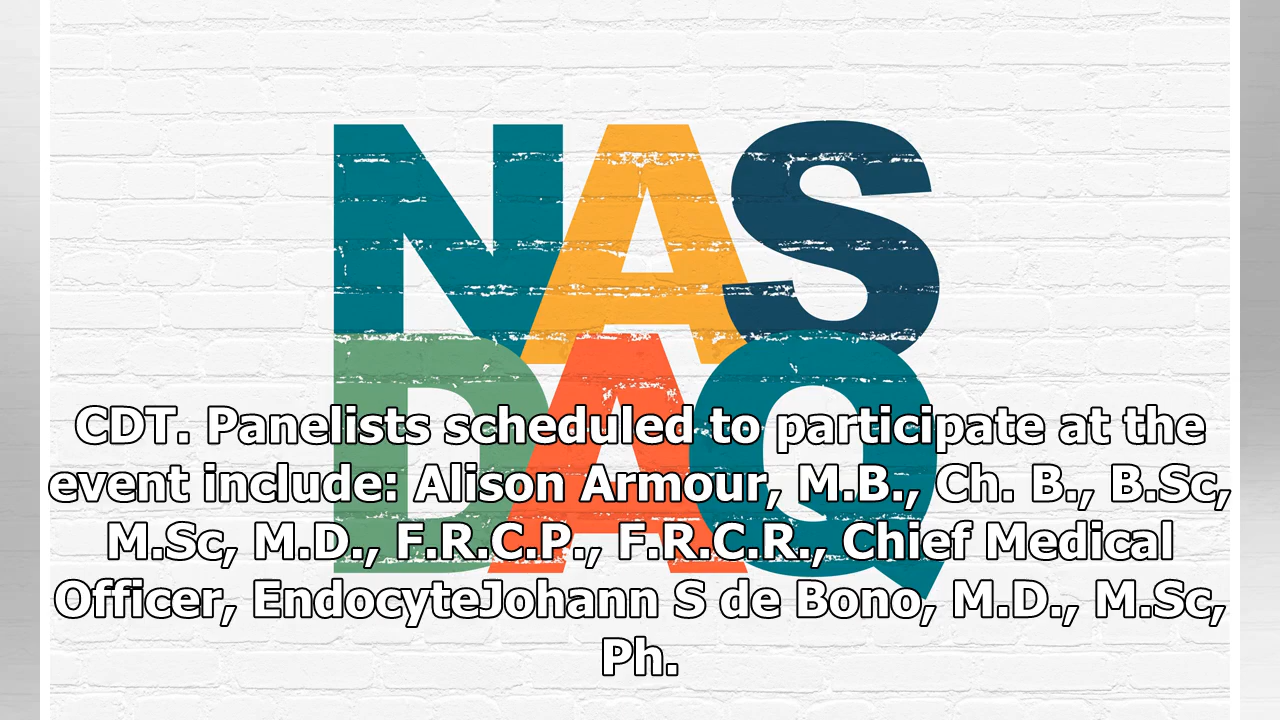 NAS
DAQ
CDT. Panelists scheduled to participate at the
event include: Alison Armour, M.B., Ch. B., B.Sc,
M.Sc, M.D., F.R.C.P., F.R.C.R., Chief Medical
Officer, EndocyteJohann S de Bono, M.D., M.Sc,
Ph.